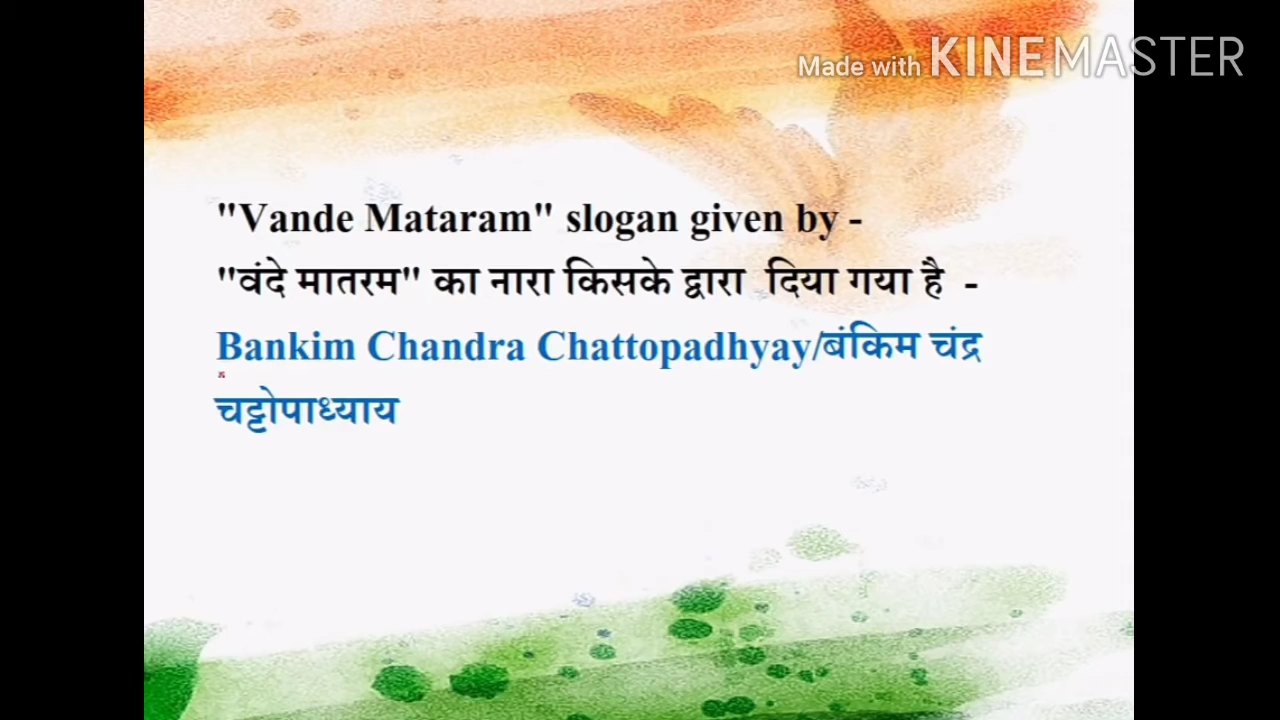 Made with KINEMASTER
"Vande Mataram" slogan given by -
"वंदे मातरम" का नारा किसके द्वारा दिया गया है -
Bankim Chandra Chattopadhyay/बंकिम चंद्र
चट्टोपाध्याय